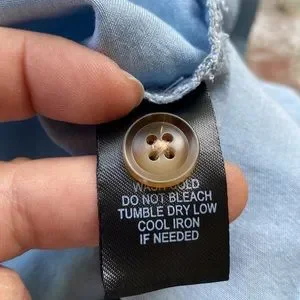 WASH COLD
DO NOT BLEACH
TUMBLE DRY LOW
COOL IRON
IF NEEDED